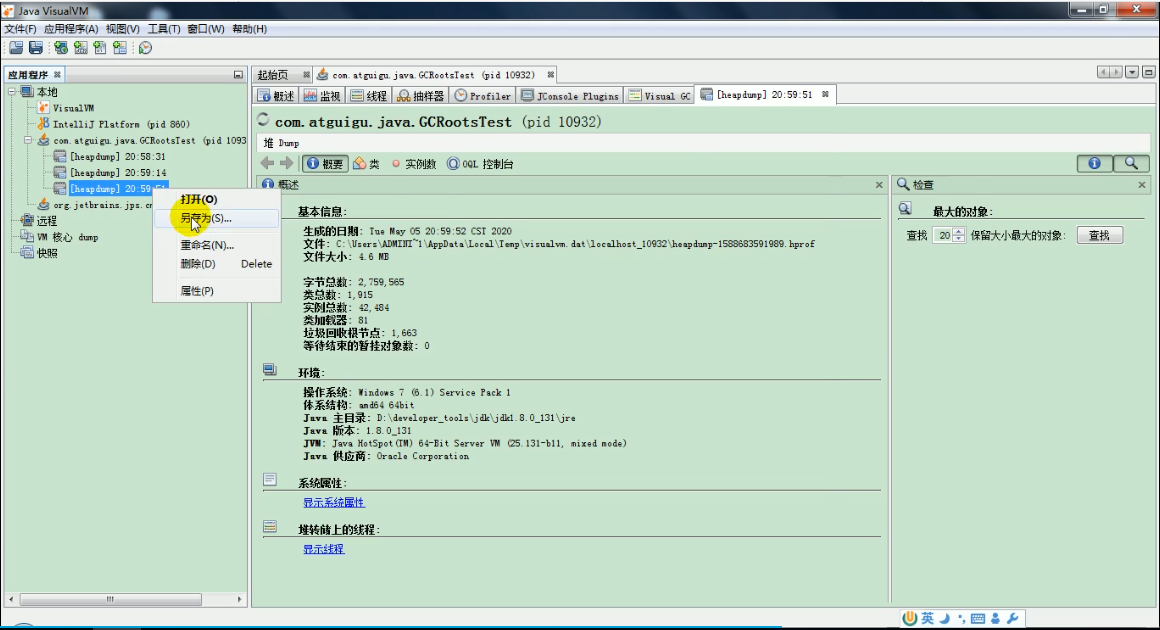 Java VisualVM
文件(F) 应用程序(A) 视图(V) 工具(T) 窗口(W) 帮助(H)
应用程序
本地
VisualVM
IntelliJ Platform (pid 860)
com.atguigu.java.GCRootsTest (pid 1093
[heapdump] 20:58:31
[heapdump] 20:59:14
[heapdump] 20:59:51
org.jetbrains.jps.cm
远程
VM 核心 dump
快照
打开(O)
另存为(S)...
重命名(N)...
删除(D) Delete
属性(P)
起始页 com.atguigu.java.GCRootsTest (pid 10932)
概述 监视 线程 抽样器 Profiler JConsole Plugins Visual GC [heapdump] 20:59:51
com.atguigu.java.GCRootsTest (pid 10932)
堆 Dump
概要 类 实例数 OQL 控制台
概述
基本信息:
生成的日期: Tue May 05 20:59:52 CST 2020
文件: C:\Users\ADMINI~1\AppData\Local\Temp\visualvm.dat\localhost_10932\heapdump-1588683591989.hprof
文件大小: 4.6 MB
字节总数: 2,759,565
类总数: 1,915
实例总数: 42,484
类加载器: 81
垃圾回收根节点: 1,663
等待结束的暂挂对象数: 0
环境:
操作系统: Windows 7 (6.1) Service Pack 1
体系结构: amd64 64bit
Java 主目录: D:\developer_tools\jdk\jdk1.8.0_131\jre
Java 版本: 1.8.0_131
JVM: Java HotSpot(TM) 64-Bit Server VM (25.131-b11, mixed mode)
Java 供应商: Oracle Corporation
系统属性:
显示系统属性
堆转储上的线程:
显示线程
检查
最大的对象:
查找 20 保留大小最大的对象: 查找
英